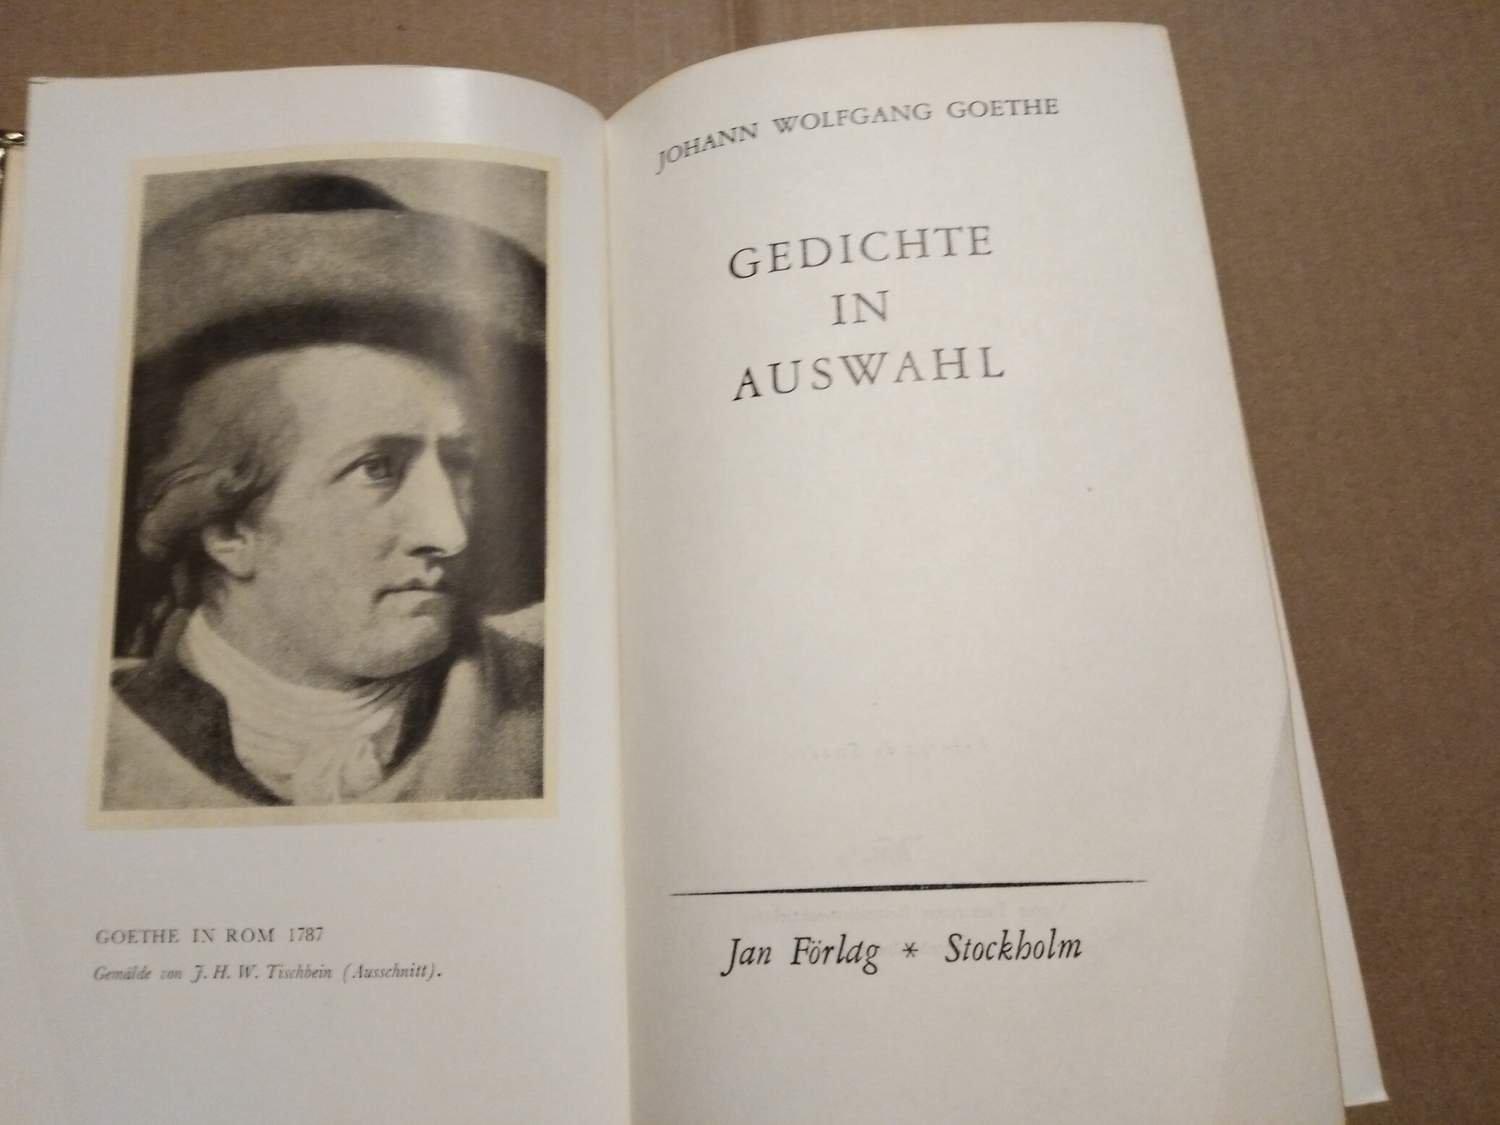 GOETHE IN ROM 1787
Gemälde von J. H. W. Tischbein (Ausschnitt).
JOHANN WOLFGANG GOETHE
GEDICHTE
IN
AUSWAHL
Jan Förlag * Stockholm